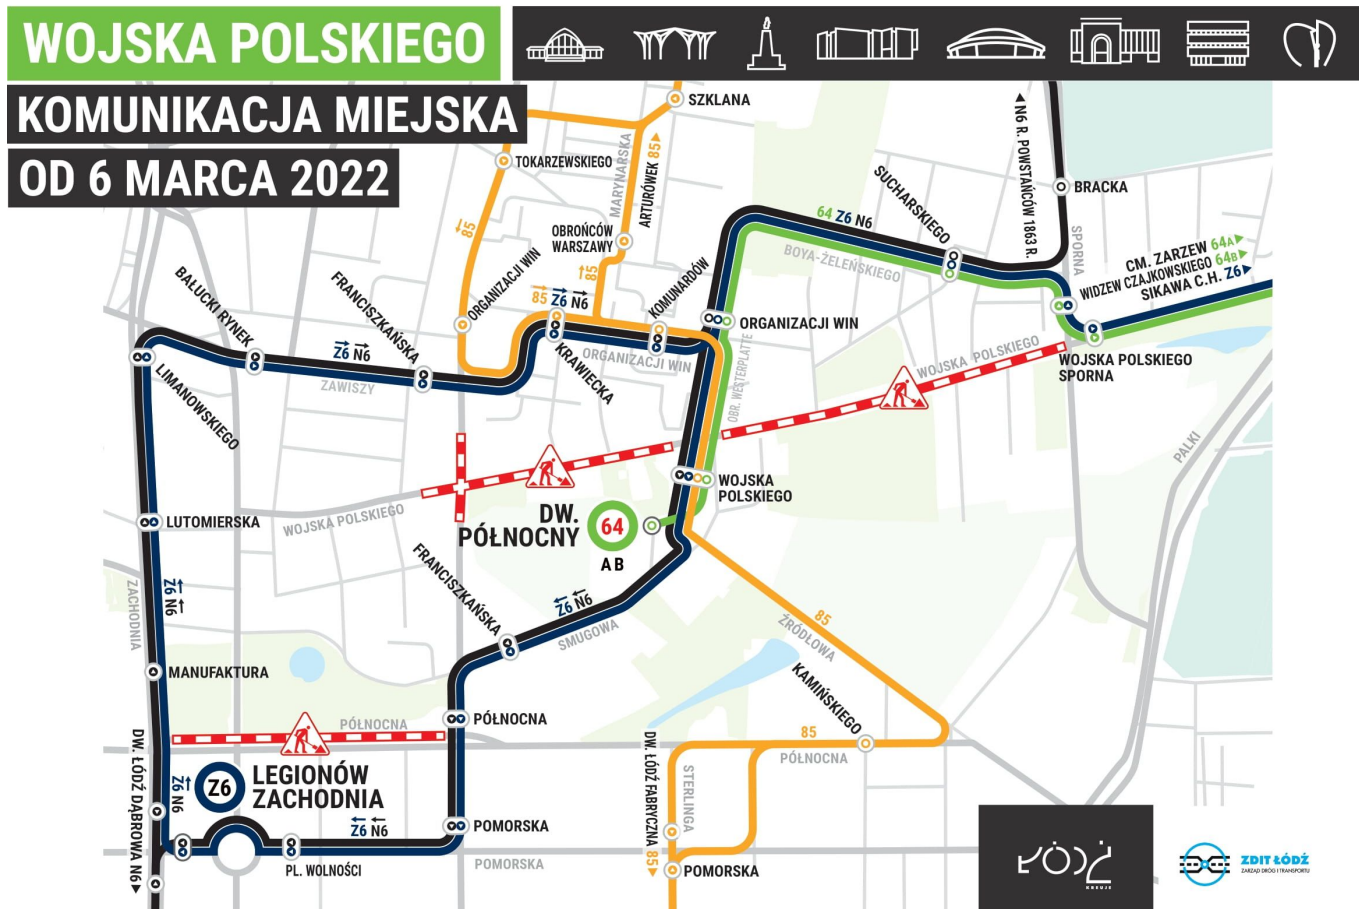 WOJSKA POLSKIEGO
KOMUNIKACJA MIEJSKA
OD 6 MARCA 2022
SZKLANA
TOKARZEWSKIEGO
MARYNARSKA
ARTURÓWEK 85
85
OBROŃCÓW
WARSZAWY
85
ORGANIZACJI WIN
85 Z6 N6
KOMUNARDÓW
64 Z6 N6
SUCHARSKIEGO
BOYA-ŻELEŃSKIEGO
N6 R. POWSTAŃCÓW 1863 R.
BRACKA
SPORNA
CM. ZARZEW 64A
WIDZEW CZAJKOWSKIEGO 64B
SIKAWA C.H. Z6
BAŁUCKI RYNEK
FRANCISZKAŃSKA
Z6 N6
ZAWISZY
LIMANOWSKIEGO
KRAWIECKA
ORGANIZACJI WIN
ORGANIZACJI WIN
OBR. WESTERPLATTE
WOJSKA POLSKIEGO
WOJSKA POLSKIEGO
SPORNA
PALKI
WOJSKA
POLSKIEGO
LUTOMIERSKA
WOJSKA POLSKIEGO
DW.
PÓŁNOCNY
64
A B
ZACHODNIA
Z6 N6
FRANCISZKAŃSKA
Z6 N6
SMUGOWA
85
ŹRÓDŁOWA
MANUFAKTURA
KAMIŃSKIEGO
PÓŁNOCNA
PÓŁNOCNA
85
PÓŁNOCNA
DW. ŁÓDŹ DĄBROWA N6
Z6 N6
Z6
LEGIONÓW
ZACHODNIA
DW. ŁÓDŹ FABRYCZNA 85
STERLINGA
Z6 N6
POMORSKA
PL. WOLNOŚCI
POMORSKA
POMORSKA
ŁÓDŹ
KREUJE
ZDIT ŁÓDŹ
ZARZĄD DRÓG I TRANSPORTU